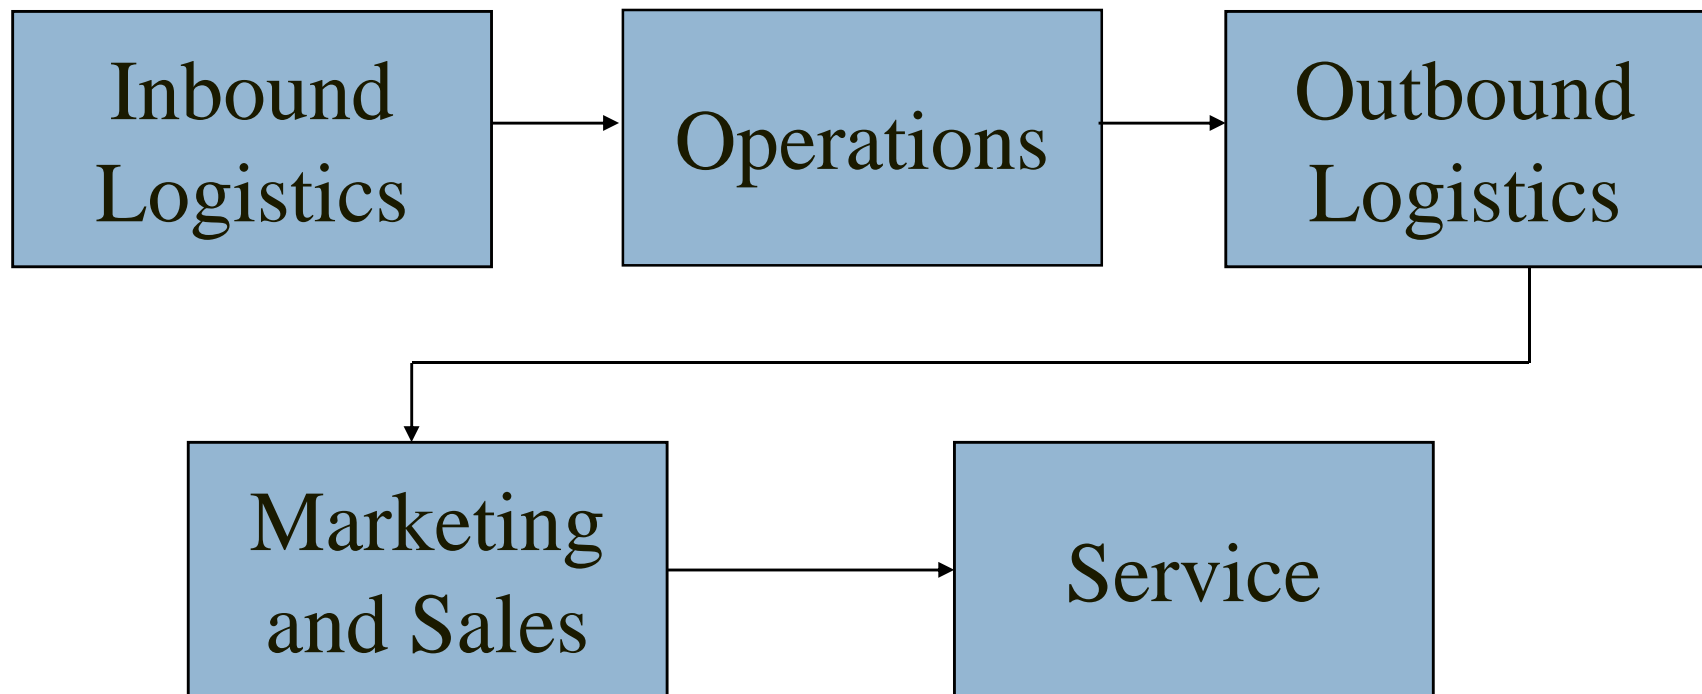 Inbound
Logistics
Operations
Outbound
Logistics
Marketing
and Sales
Service